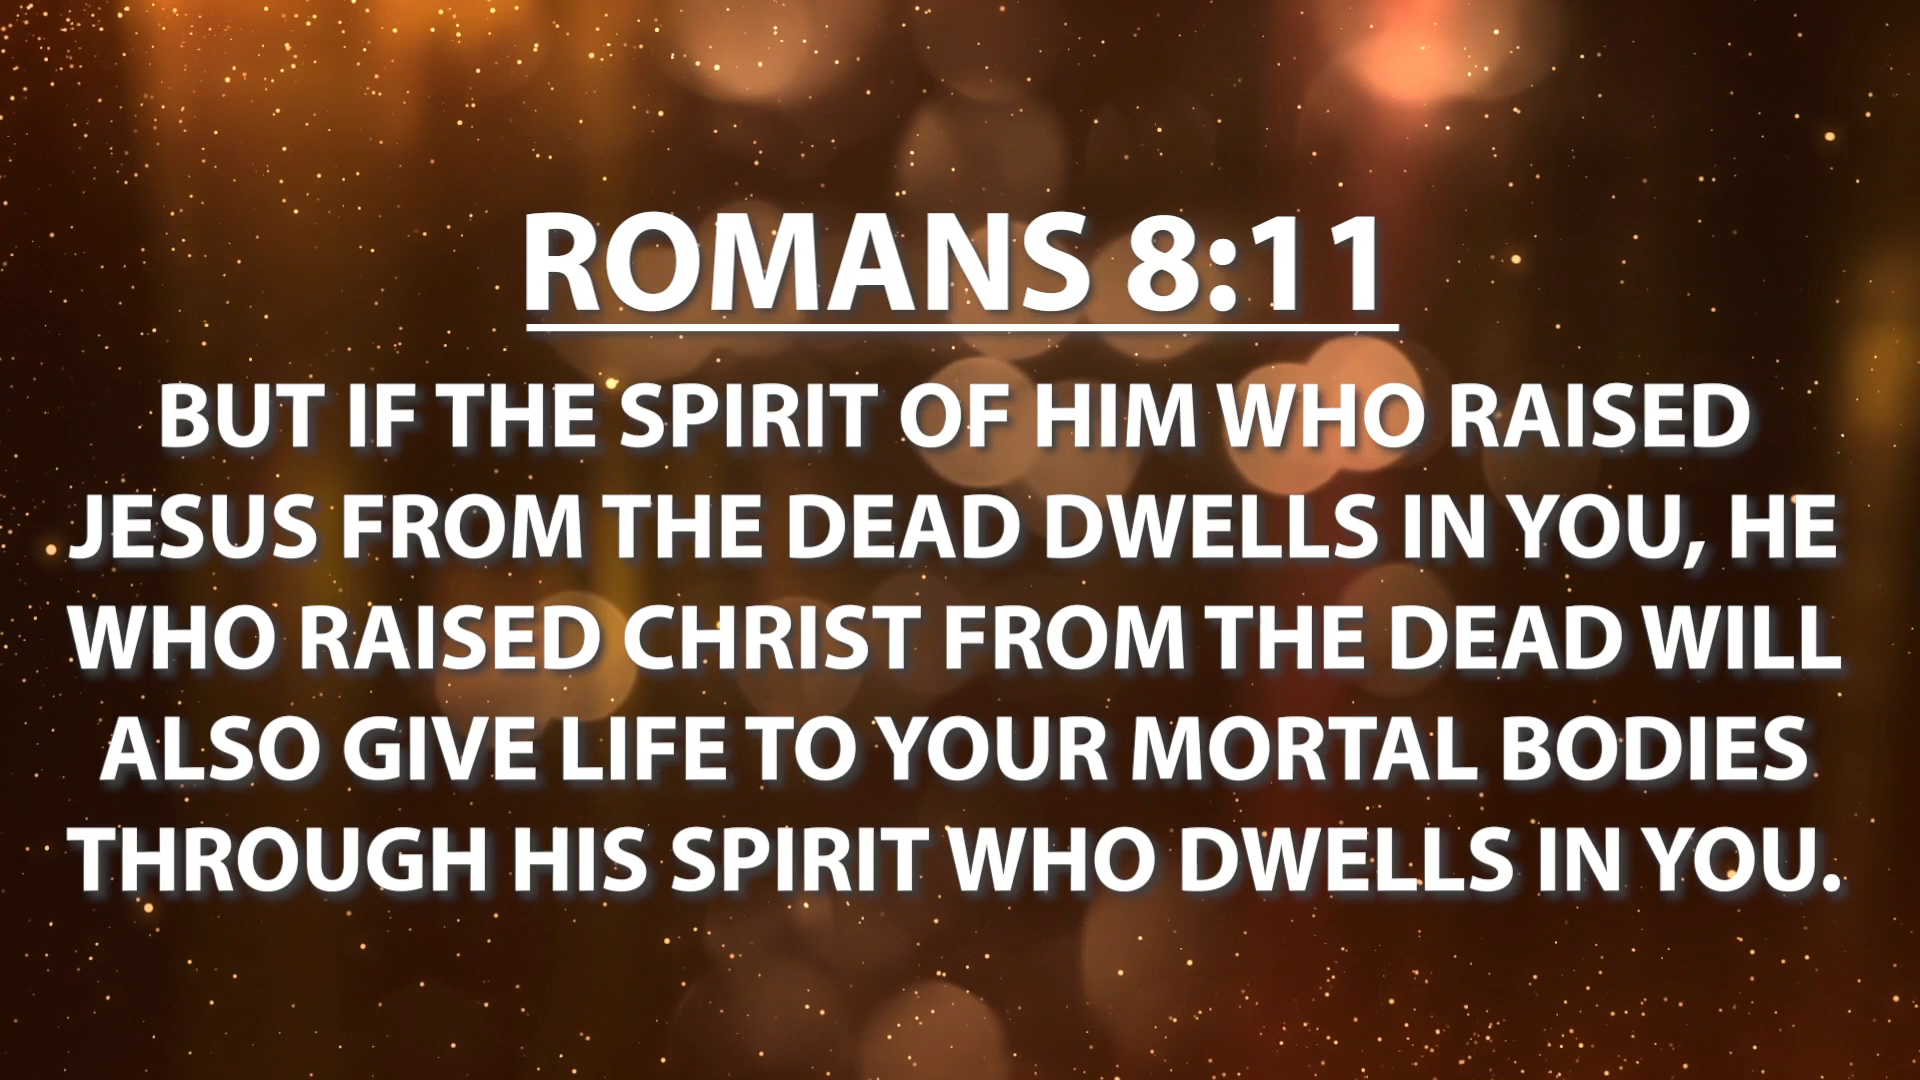 ROMANS 8:11
BUT IF THE SPIRIT OF HIM WHO RAISED
JESUS FROM THE DEAD DWELLS IN YOU, HE
WHO RAISED CHRIST FROM THE DEAD WILL
ALSO GIVE LIFE TO YOUR MORTAL BODIES
THROUGH HIS SPIRIT WHO DWELLS IN YOU.